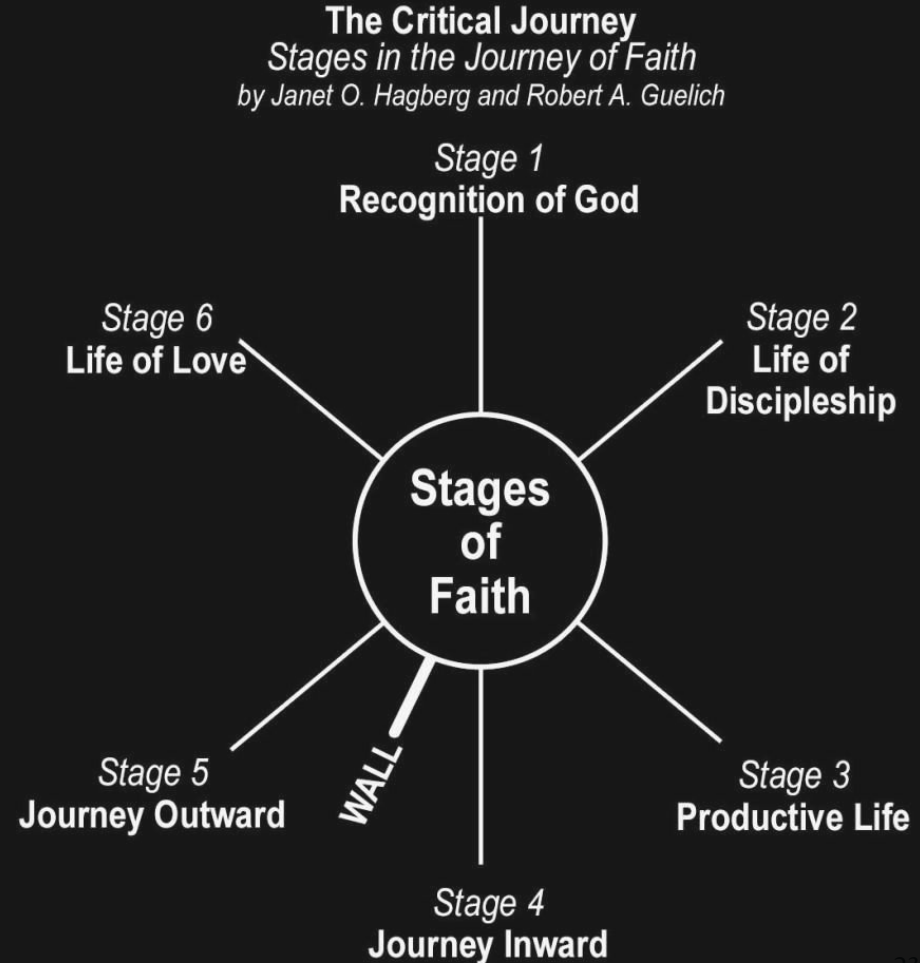 The Critical Journey
Stages in the Journey of Faith
by Janet O. Hagberg and Robert A. Guelich
Stage 1
Recognition of God
Stage 2
Life of
Discipleship
Stage 3
Productive Life
Stage 4
Journey Inward
WALL
Stage 5
Journey Outward
Stage 6
Life of Love
Stages
of
Faith